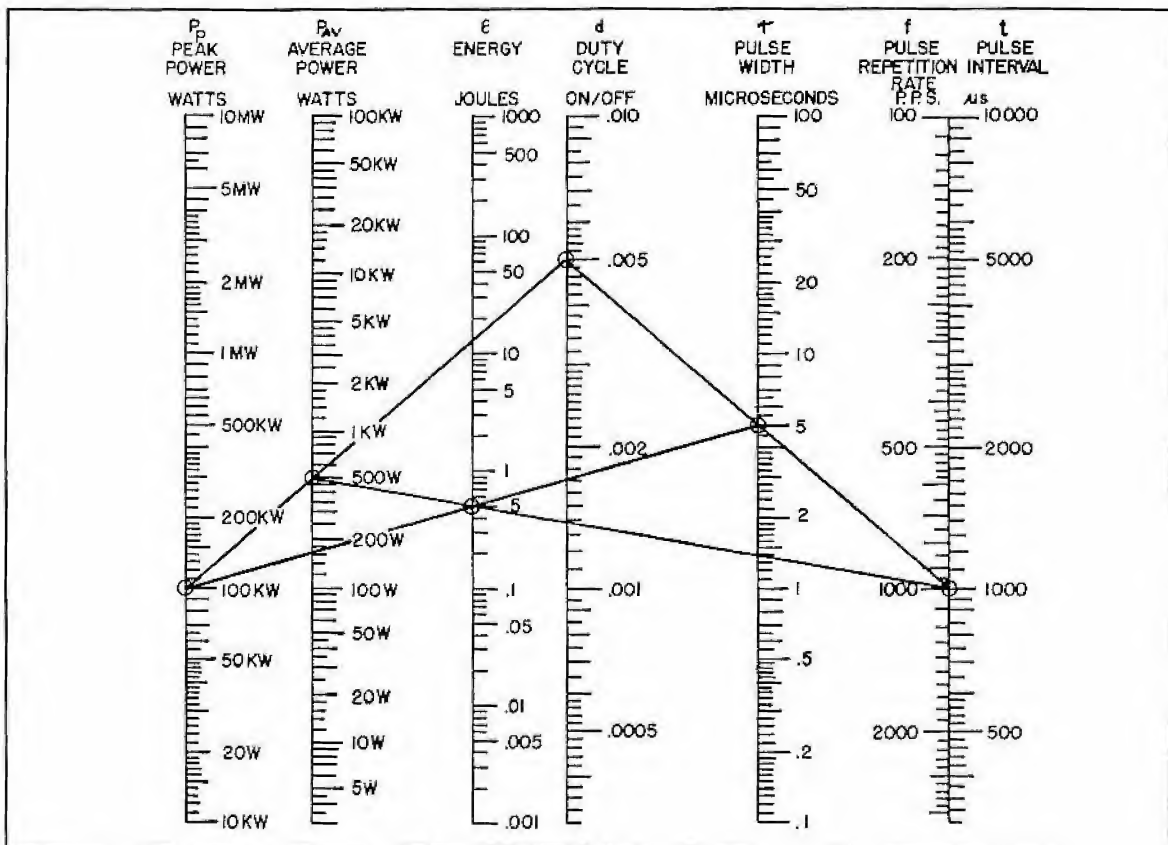 Pp
PEAK
POWER
WATTS
10MW
5MW
2MW
1MW
500KW
200KW
100KW
50KW
20KW
10KW
PAV
AVERAGE
POWER
WATTS
100KW
50KW
20KW
10KW
5KW
2KW
1KW
500W
200W
100W
50W
20W
10W
5W
ε
ENERGY
JOULES
1000
500
100
50
10
5
1
.5
.1
.05
.01
.005
.001
d
DUTY
CYCLE
ON/OFF
.010
.005
.002
.001
.0005
τ
PULSE
WIDTH
MICROSECONDS
100
50
20
10
5
2
1
.5
.2
.1
f
PULSE
REPETITION
RATE
P.P.S.
100
200
500
1000
2000
t
PULSE
INTERVAL
μs
10000
5000
2000
1000
500